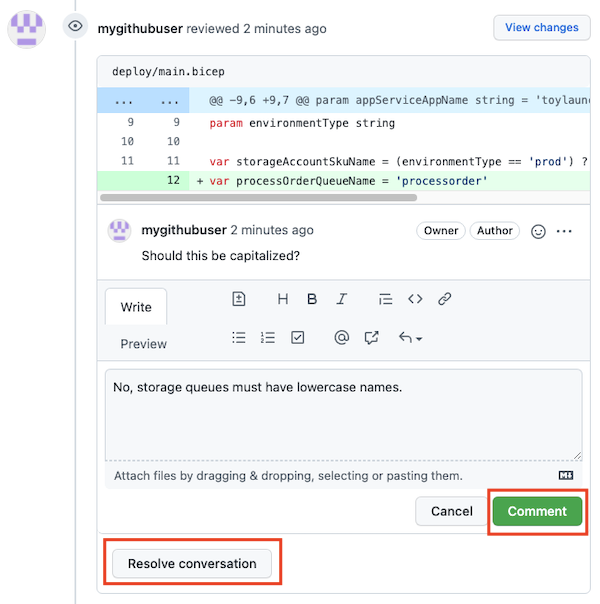 mygithubuser reviewed 2 minutes ago
View changes
deploy/main.bicep
... ... @@ -9,6 +9,7 @@ param appServiceAppName string = 'toylaun
9 9 param environmentType string
10 10
11 11 var storageAccountSkuName = (environmentType == 'prod') ?
12 + var processOrderQueueName = 'processorder'
mygithubuser 2 minutes ago
Owner
Author
Should this be capitalized?
Write
H B I
Preview
No, storage queues must have lowercase names.
Attach files by dragging & dropping, selecting or pasting them.
Cancel
Comment
Resolve conversation